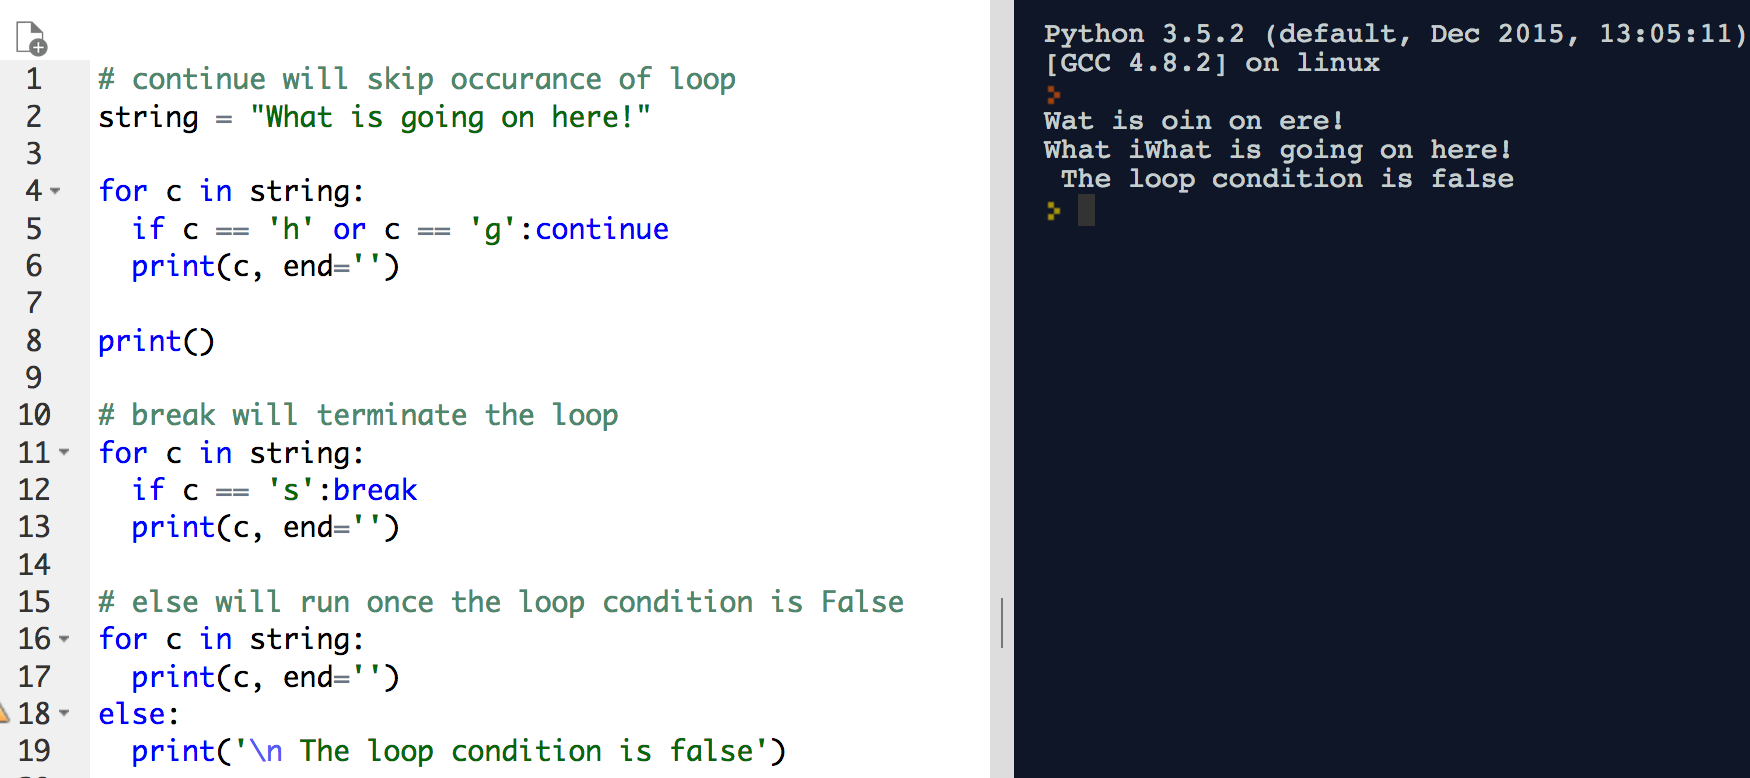 1 # continue will skip occurance of loop
2 string = "What is going on here!"
3
4 for c in string:
5   if c == 'h' or c == 'g':continue
6   print(c, end='')
7
8 print()
9
10 # break will terminate the loop
11 for c in string:
12   if c == 's':break
13   print(c, end='')
14
15 # else will run once the loop condition is False
16 for c in string:
17   print(c, end='')
18 else:
19   print('\n The loop condition is false')
Python 3.5.2 (default, Dec 2015, 13:05:11)
[GCC 4.8.2] on linux
Wat is oin on ere!
What iWhat is going on here!
 The loop condition is false